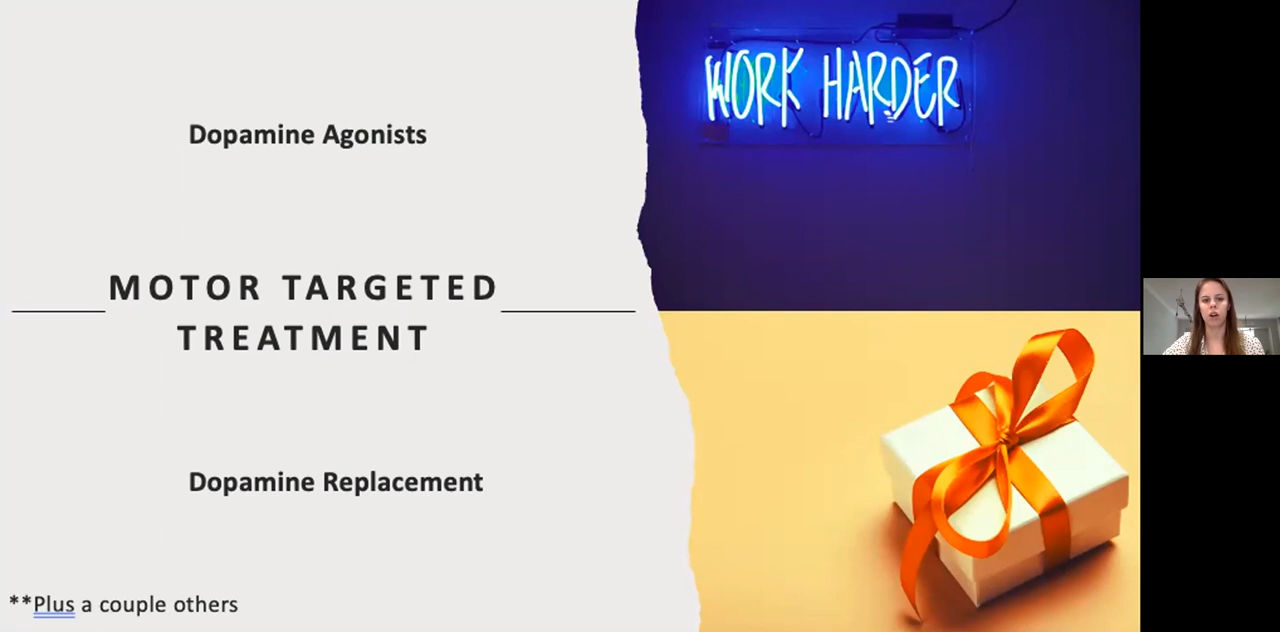 Dopamine Agonists
WORK HARDER
MOTOR TARGETED
TREATMENT
Dopamine Replacement
**Plus a couple others